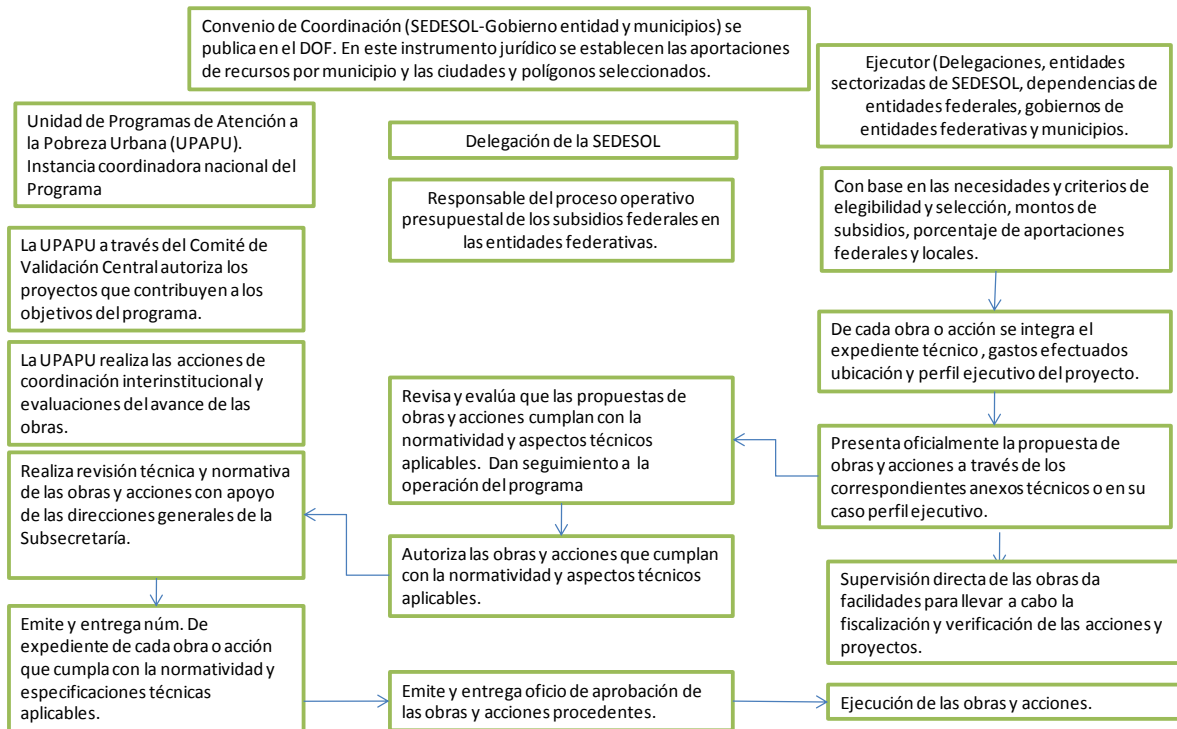 Convenio de Coordinación (SEDESOL-Gobierno entidad y municipios) se
publica en el DOF. En este instrumento jurídico se establecen las aportaciones
de recursos por municipio y las ciudades y polígonos seleccionados.
Unidad de Programas de Atención a
la Pobreza Urbana (UPAPU).
Instancia coordinadora nacional del
Programa
La UPAPU a través del Comité de
Validación Central autoriza los
proyectos que contribuyen a los
objetivos del programa.
La UPAPU realiza las acciones de
coordinación interinstitucional y
evaluaciones del avance de las
obras.
Realiza revisión técnica y normativa
de las obras y acciones con apoyo
de las direcciones generales de la
Subsecretaría.
Emite y entrega núm. De
expediente de cada obra o acción
que cumpla con la normatividad y
especificaciones técnicas
aplicables.
Delegación de la SEDESOL
Responsable del proceso operativo
presupuestal de los subsidios federales en
las entidades federativas.
Revisa y evalúa que las propuestas de
obras y acciones cumplan con la
normatividad y aspectos técnicos
aplicables. Dan seguimiento a la
operación del programa
Autoriza las obras y acciones que cumplan
con la normatividad y aspectos técnicos
aplicables.
Emite y entrega oficio de aprobación de
las obras y acciones procedentes.
Ejecutor (Delegaciones, entidades
sectorizadas de SEDESOL, dependencias de
entidades federales, gobiernos de
entidades federativas y municipios.
Con base en las necesidades y criterios de
elegibilidad y selección, montos de
subsidios, porcentaje de aportaciones
federales y locales.
De cada obra o acción se integra el
expediente técnico , gastos efectuados
ubicación y perfil ejecutivo del proyecto.
Presenta oficialmente la propuesta de
obras y acciones a través de los
correspondientes anexos técnicos o en su
caso perfil ejecutivo.
Supervisión directa de las obras da
facilidades para llevar a cabo la
fiscalización y verificación de las acciones y
proyectos.
Ejecución de las obras y acciones.